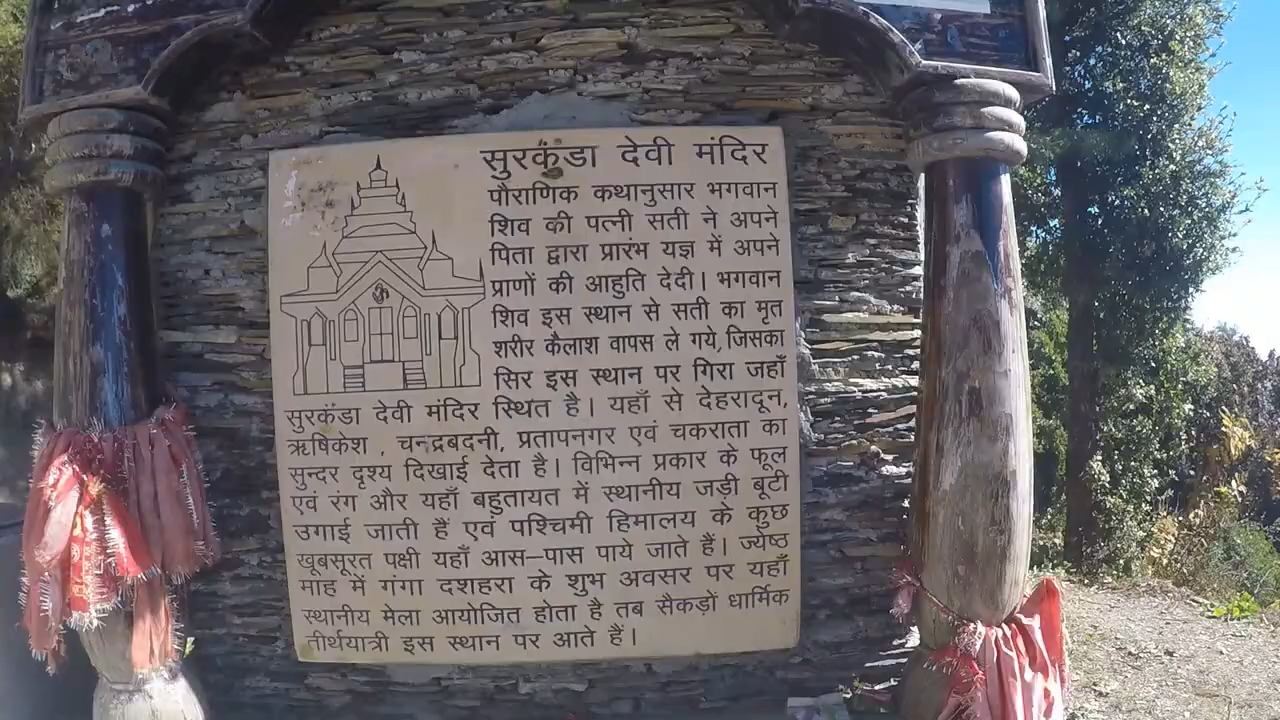 सुरकुंडा देवी मंदिर
पौराणिक कथानुसार भगवान
शिव की पत्नी सती ने अपने
पिता द्वारा प्रारंभ यज्ञ में अपने
प्राणों की आहुति देदी। भगवान
शिव इस स्थान से सती का मृत
शरीर कैलाश वापस ले गये, जिसका
सिर इस स्थान पर गिरा जहाँ
सुरकंडा देवी मंदिर स्थित है। यहाँ से देहरादून,
ऋषिकेश , चन्द्रबदनी, प्रतापनगर एवं चकराता का
सुन्दर दृश्य दिखाई देता है। विभिन्न प्रकार के फूल
एवं रंग और यहाँ बहुतायत में स्थानीय जड़ी बूटी
उगाई जाती हैं एवं पश्चिमी हिमालय के कुछ
खूबसूरत पक्षी यहाँ आस–पास पाये जाते हैं। ज्येष्ठ
माह में गंगा दशहरा के शुभ अवसर पर यहाँ
स्थानीय मेला आयोजित होता है तब सैकड़ों धार्मिक
तीर्थयात्री इस स्थान पर आते हैं।